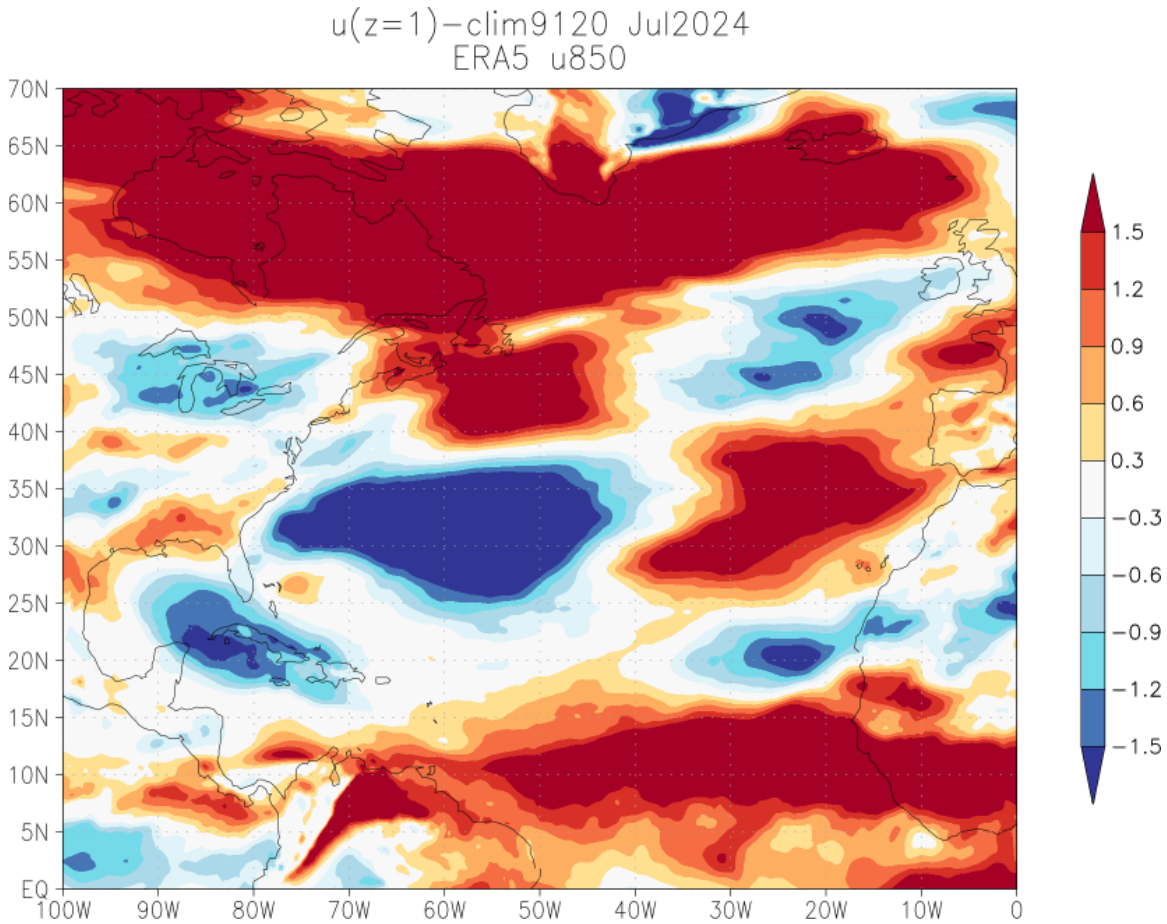 u(z=1)-clim9120 Jul2024
ERA5 u850
70N
65N
60N
55N
50N
45N
40N
35N
30N
25N
20N
15N
10N
5N
EQ
100W 90W 80W 70W 60W 50W 40W 30W 20W 10W 0
1.5
1.2
0.9
0.6
0.3
−0.3
−0.6
−0.9
−1.2
−1.5